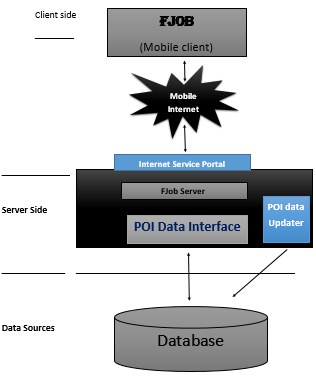 Client side
FJOB
(Mobile client)
Mobile
Internet
Internet Service Portal
FJob Server
Server Side
POI Data Interface
POI data
Updater
Data Sources
Database